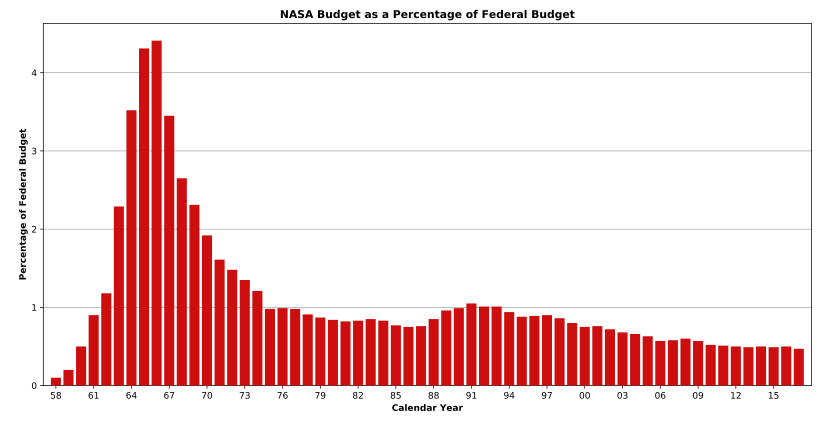 NASA Budget as a Percentage of Federal Budget
Percentage of Federal Budget
4
3
2
1
0
58 61 64 67 70 73 76 79 82 85 88 91 94 97 00 03 06 09 12 15
Calendar Year